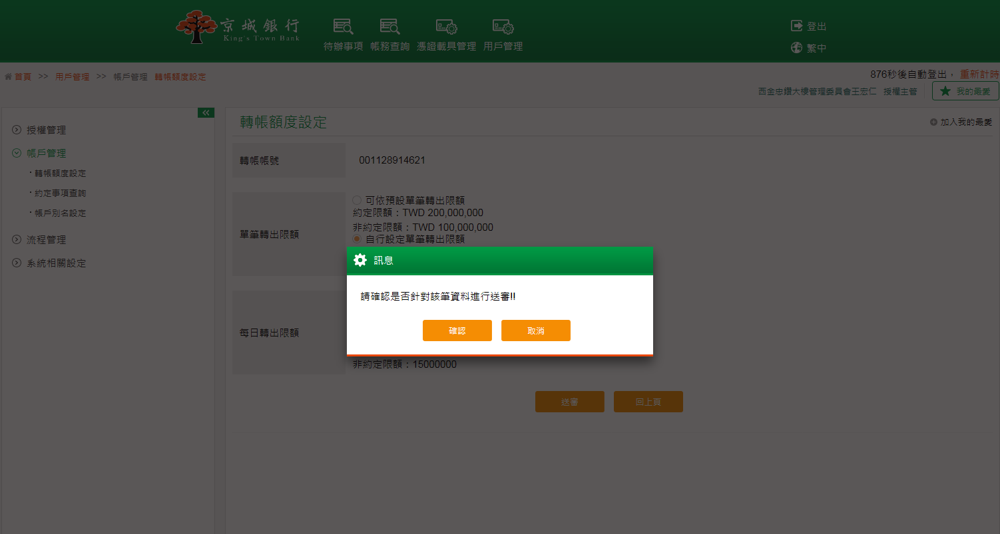 京城銀行
King's Town Bank
待辦事項 帳務查詢 憑證載具管理 用戶管理
登出
繁中
首頁 >> 用戶管理 >> 帳戶管理 轉帳額度設定
876秒後自動登出， 重新計時
西金忠鑽大樓管理委員會王宏仁 授權主管 我的最愛
授權管理
帳戶管理
轉帳額度設定
約定事項查詢
帳戶別名設定
流程管理
系統相關設定
轉帳額度設定
加入我的最愛
轉帳帳號 001128914621
單筆轉出限額
可依預設單筆轉出限額
約定限額：TWD 200,000,000
非約定限額：TWD 100,000,000
自行設定單筆轉出限額
訊息
請確認是否針對該筆資料進行送審!!
確認 取消
每日轉出限額
非約定限額：15000000
送審 回上頁